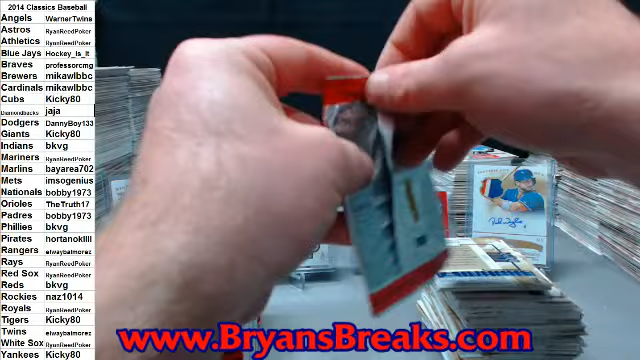 2014 Classics Baseball
Angels WarnerTwins
Astros RyanReedPoker
Athletics RyanReedPoker
Blue Jays Hockey_is_it
Braves professorcmg
Brewers mikawlbbc
Cardinals mikawlbbc
Cubs Kicky80
Diamondbacks jaja
Dodgers DannyBoy133
Giants Kicky80
Indians bkvg
Mariners RyanReedPoker
Marlins bayarea702
Mets imsogenius
Nationals bobby1973
Orioles TheTruth17
Padres bobby1973
Phillies bkvg
Pirates hortanokiiii
Rangers elwaybaimorez
Rays RyanReedPoker
Red Sox RyanReedPoker
Reds bkvg
Rockies naz1014
Royals RyanReedPoker
Tigers Kicky80
Twins elwaybaimorez
White Sox RyanReedPoker
Yankees Kicky80
www.BryansBreaks.com